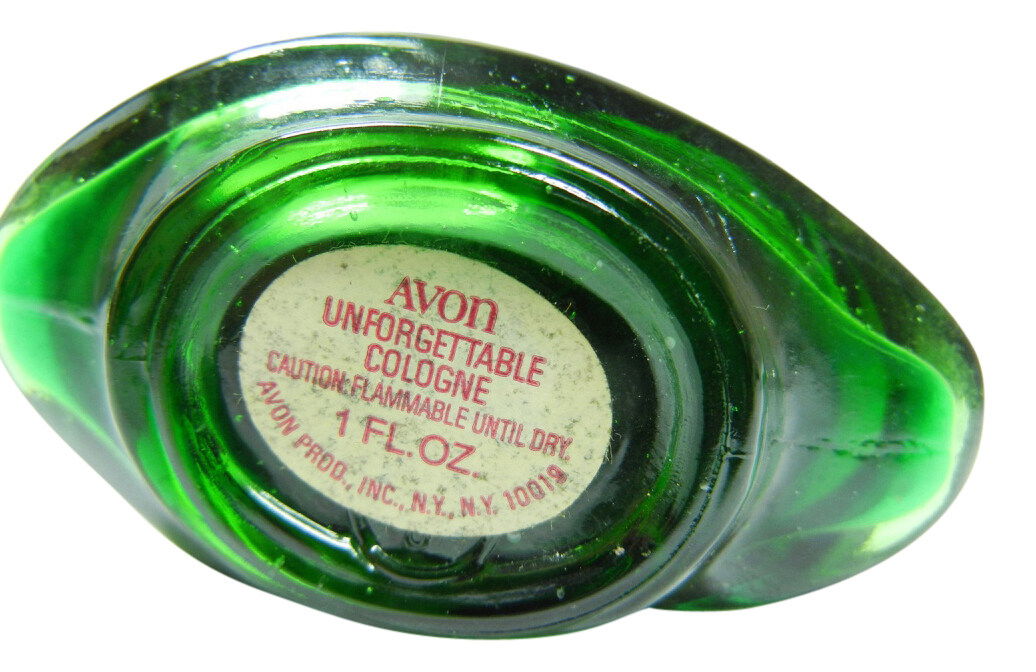 AVON
UNFORGETTABLE
COLOGNE
CAUTION: FLAMMABLE UNTIL DRY.
1 FL. OZ.
AVON PROD., INC., N.Y., N.Y. 10019